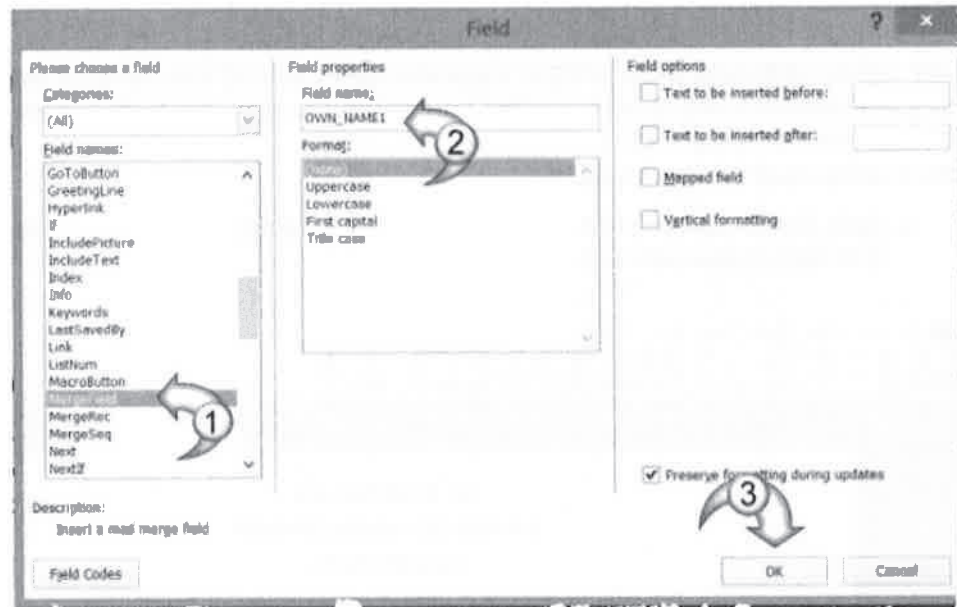 Field
?
Please choose a field
Categories:
(All)
Field names:
GoToButton
GreetingLine
Hyperlink
If
IncludePicture
IncludeText
Index
Info
Keywords
LastSavedBy
Link
ListNum
MacroButton
MergeField
MergeRec
MergeSeq
Next
NextIf
Description:
Insert a mail merge field
Field Codes
Field properties
Field name:
OWN_NAME1
Format:
(none)
Uppercase
Lowercase
First capital
Title case
Field options
Text to be inserted before:
Text to be inserted after:
Mapped field
Vertical formatting
Preserve formatting during updates
OK
Cancel
1
2
3